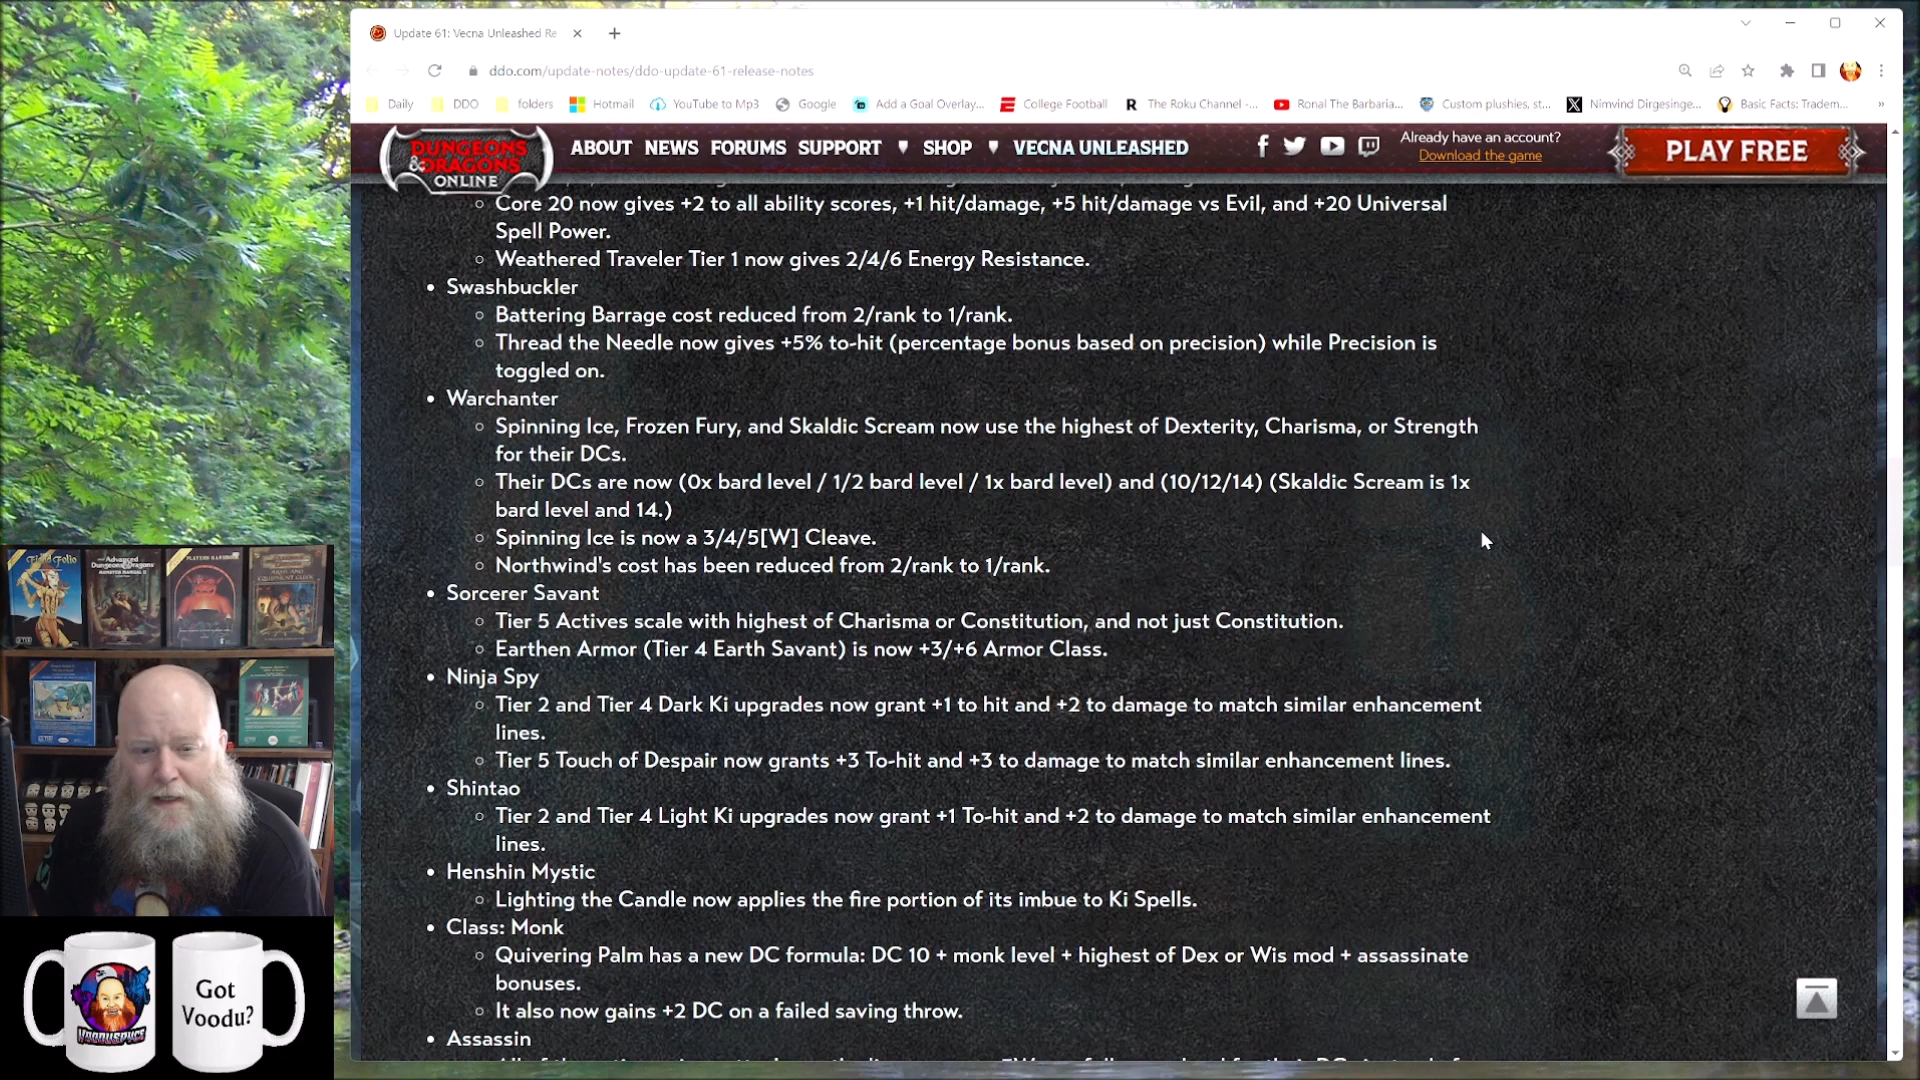 Update 61: Vecna Unleashed Re
ddo.com/update-notes/ddo-update-61-release-notes
Daily
DDO
folders
Hotmail
YouTube to Mp3
Google
Add a Goal Overlay...
College Football
The Roku Channel -...
Ronal The Barbaria...
Custom plushies, st...
Nimvind Dirgesinge...
Basic Facts: Tradem...
»
DUNGEONS
& DRAGONS
ONLINE
ABOUT NEWS FORUMS SUPPORT SHOP VECNA UNLEASHED
Already have an account?
Download the game
PLAY FREE
Core 20 now gives +2 to all ability scores, +1 hit/damage, +5 hit/damage vs Evil, and +20 Universal
Spell Power.
Weathered Traveler Tier 1 now gives 2/4/6 Energy Resistance.
Swashbuckler
Battering Barrage cost reduced from 2/rank to 1/rank.
Thread the Needle now gives +5% to-hit (percentage bonus based on precision) while Precision is
toggled on.
Warchanter
Spinning Ice, Frozen Fury, and Skaldic Scream now use the highest of Dexterity, Charisma, or Strength
for their DCs.
Their DCs are now (0x bard level / 1/2 bard level / 1x bard level) and (10/12/14) (Skaldic Scream is 1x
bard level and 14.)
Spinning Ice is now a 3/4/5[W] Cleave.
Northwind's cost has been reduced from 2/rank to 1/rank.
Sorcerer Savant
Tier 5 Actives scale with highest of Charisma or Constitution, and not just Constitution.
Earthen Armor (Tier 4 Earth Savant) is now +3/+6 Armor Class.
Ninja Spy
Tier 2 and Tier 4 Dark Ki upgrades now grant +1 to hit and +2 to damage to match similar enhancement
lines.
Tier 5 Touch of Despair now grants +3 To-hit and +3 to damage to match similar enhancement lines.
Shintao
Tier 2 and Tier 4 Light Ki upgrades now grant +1 To-hit and +2 to damage to match similar enhancement
lines.
Henshin Mystic
Lighting the Candle now applies the fire portion of its imbue to Ki Spells.
Class: Monk
Quivering Palm has a new DC formula: DC 10 + monk level + highest of Dex or Wis mod + assassinate
bonuses.
It also now gains +2 DC on a failed saving throw.
Assassin
Fiend Folio
Advanced
Dungeons & Dragons
PLAYERS HANDBOOK
VOODUSPYCE
Got
Voodu?